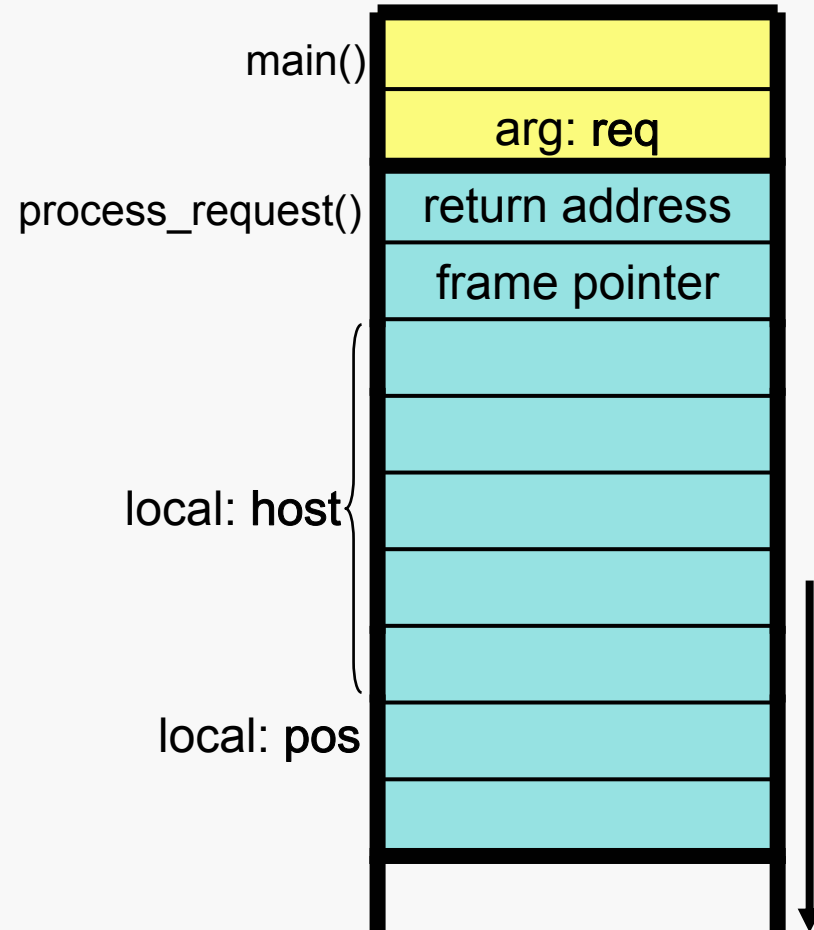 main()
arg: req
process_request()
return address
frame pointer
local: host
local: pos